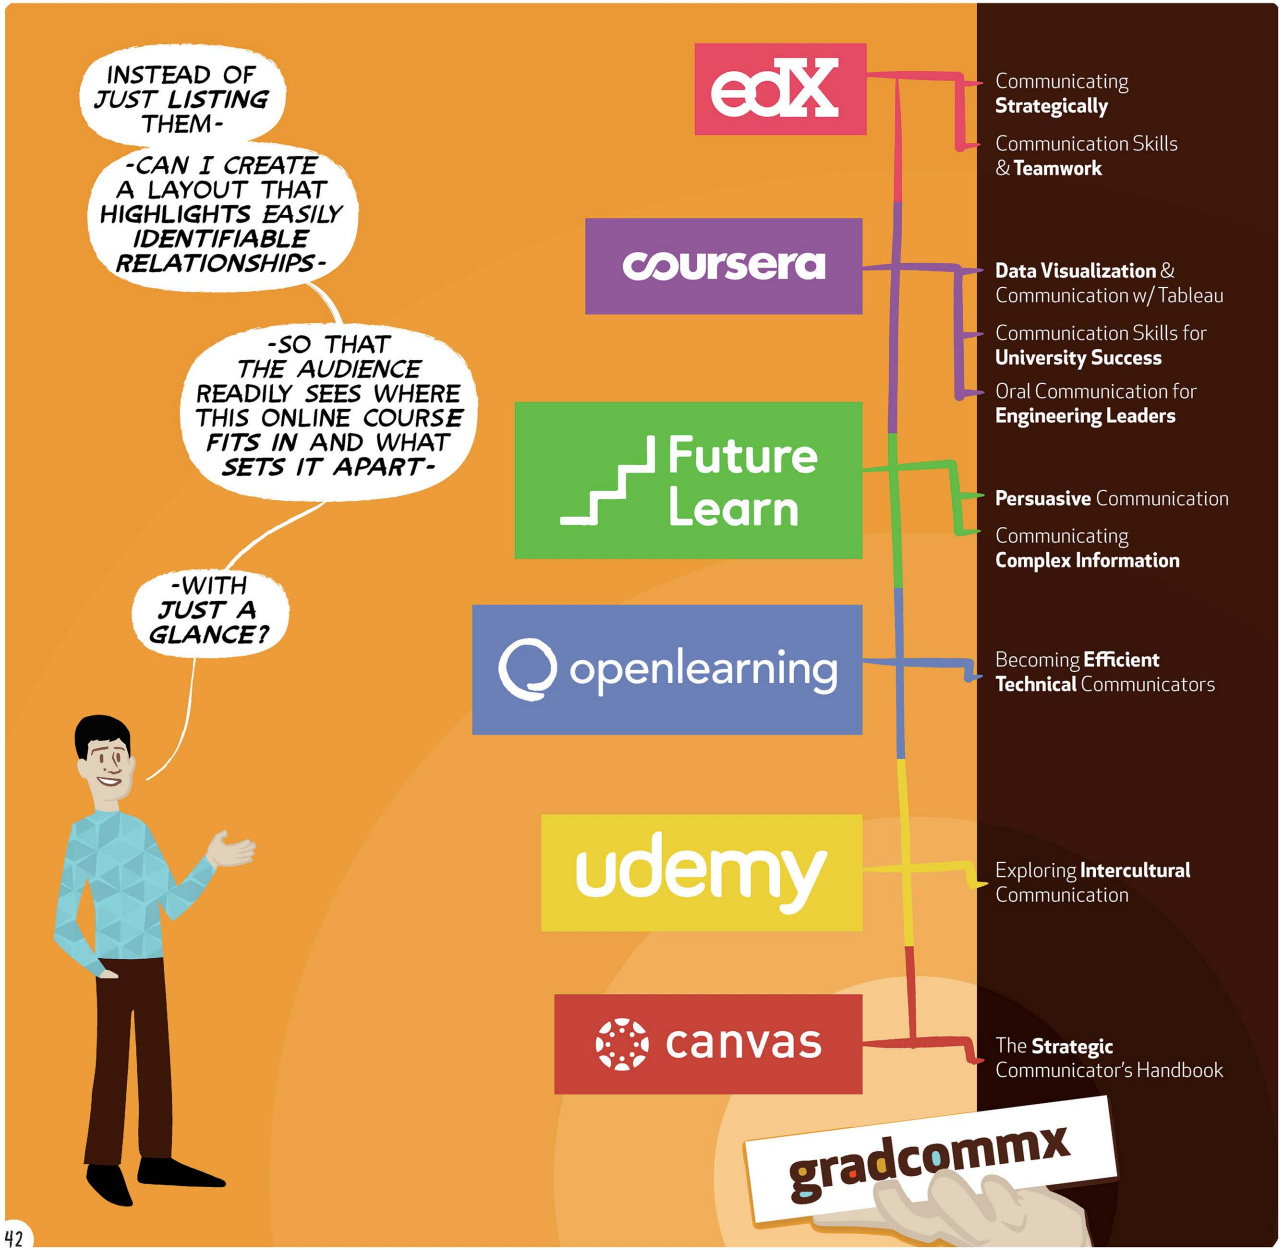 INSTEAD OF
JUST LISTING
THEM-
-CAN I CREATE
A LAYOUT THAT
HIGHLIGHTS EASILY
IDENTIFIABLE
RELATIONSHIPS-
-SO THAT
THE AUDIENCE
READILY SEES WHERE
THIS ONLINE COURSE
FITS IN AND WHAT
SETS IT APART-
-WITH
JUST A
GLANCE?
edX
Communicating
Strategically
Communication Skills
& Teamwork
coursera
Data Visualization &
Communication w/ Tableau
Communication Skills for
University Success
Oral Communication for
Engineering Leaders
Future
Learn
Persuasive Communication
Communicating
Complex Information
openlearning
Becoming Efficient
Technical Communicators
udemy
Exploring Intercultural
Communication
canvas
The Strategic
Communicator's Handbook
gradcommx
42